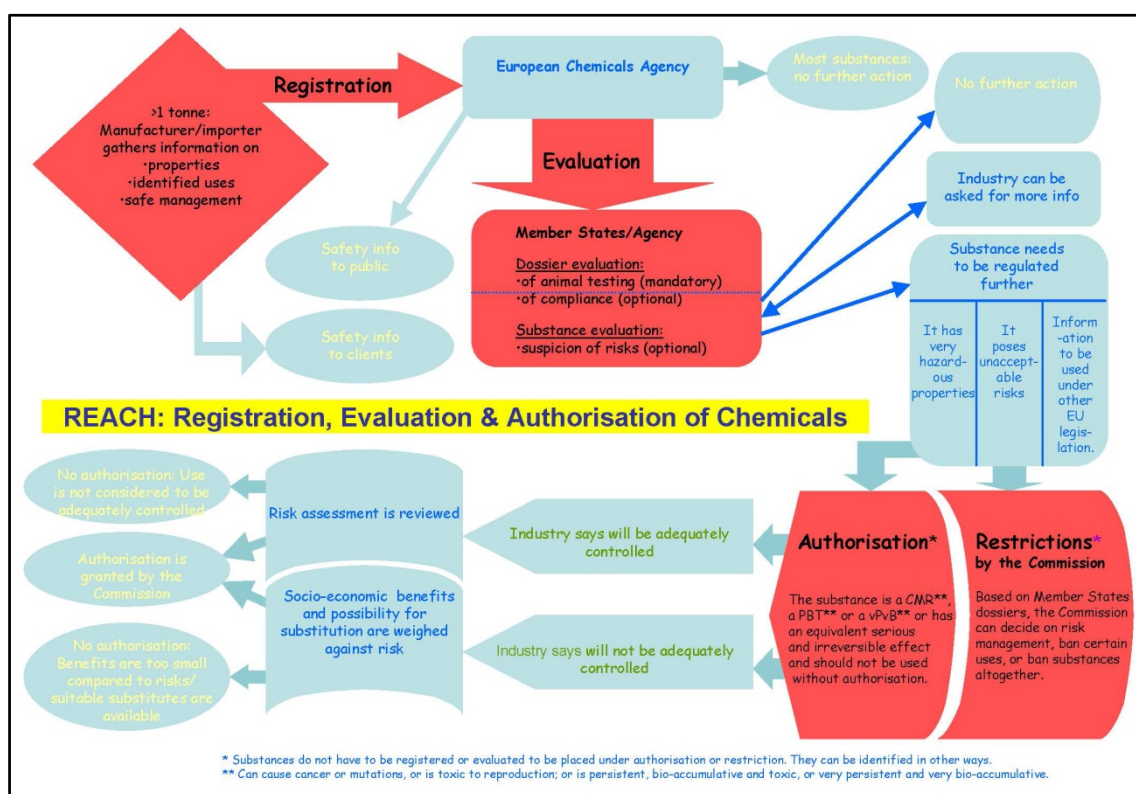 Registration
>1 tonne:
Manufacturer/importer
gathers information on
•properties
•identified uses
•safe management
European Chemicals Agency
Most substances:
no further action
No further action
Evaluation
Industry can be
asked for more info
Member States/Agency
Dossier evaluation:
•of animal testing (mandatory)
•of compliance (optional)
Substance evaluation:
•suspicion of risks (optional)
Safety info
to public
Safety info
to clients
Substance needs
to be regulated
further
It has
very
hazard-
ous
properties
It
poses
unaccept-
able
risks
Inform
-ation
to be
used
under
other
EU
legis-
lation.
REACH: Registration, Evaluation & Authorisation of Chemicals
No authorisation: Use
is not considered to be
adequately controlled
Authorisation is
granted by the
Commission
No authorisation:
Benefits are too small
compared to risks/
suitable substitutes are
available
Risk assessment is reviewed
Socio-economic benefits
and possibility for
substitution are weighed
against risk
Industry says will be adequately
controlled
Industry says will not be adequately
controlled
Authorisation*
The substance is a CMR**,
a PBT** or a vPvB** or has
an equivalent serious
and irreversible effect
and should not be used
without authorisation.
Restrictions*
by the Commission
Based on Member States
dossiers, the Commission
can decide on risk
management, ban certain
uses, or ban substances
altogether.
* Substances do not have to be registered or evaluated to be placed under authorisation or restriction. They can be identified in other ways.
** Can cause cancer or mutations, or is toxic to reproduction; or is persistent, bio-accumulative and toxic, or very persistent and very bio-accumulative.